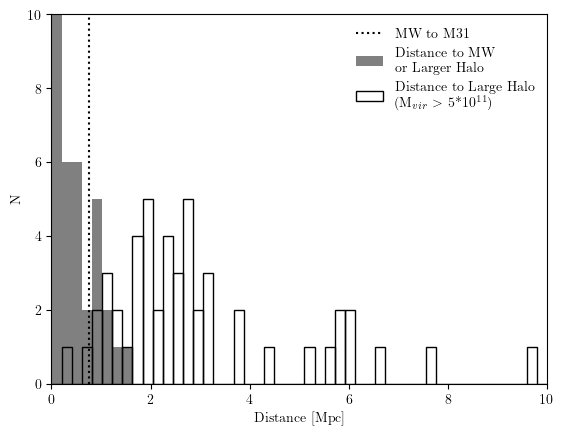 10
8
6
4
2
0
N
MW to M31
Distance to MW
or Larger Halo
Distance to Large Halo
(M_vir > 5*10^11)
0 2 4 6 8 10
Distance [Mpc]